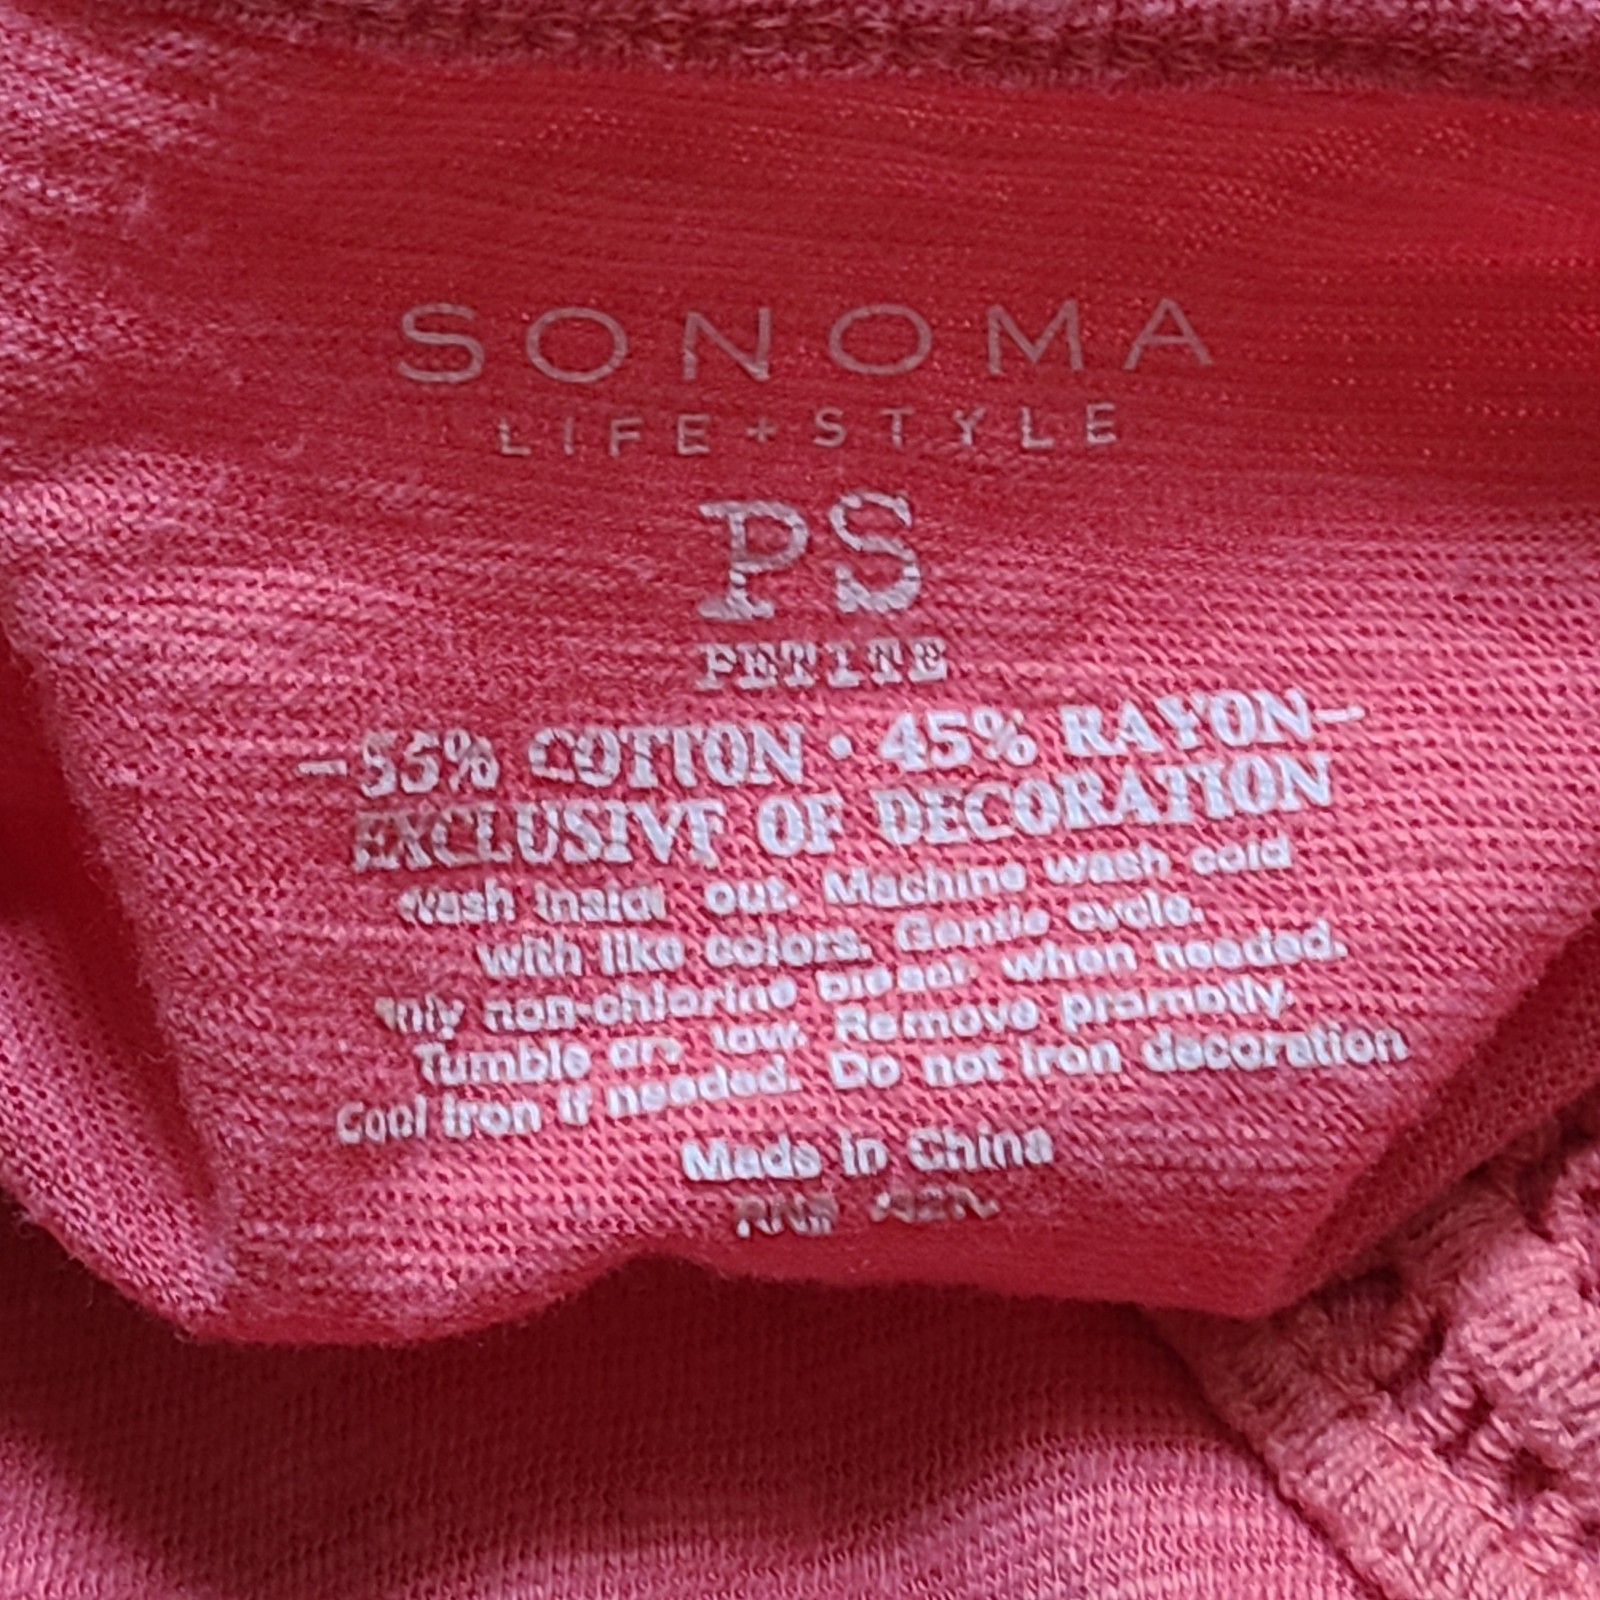 SONOMA
LIFE+STYLE
PS
PETITE
-55% COTTON • 45% RAYON-
EXCLUSIVE OF DECORATION
Wash inside out. Machine wash cold
with like colors. Gentle cycle.
Only non-chlorine bleach when needed.
Tumble dry low. Remove promptly.
Cool iron if needed. Do not iron decoration
Made in China
RN#